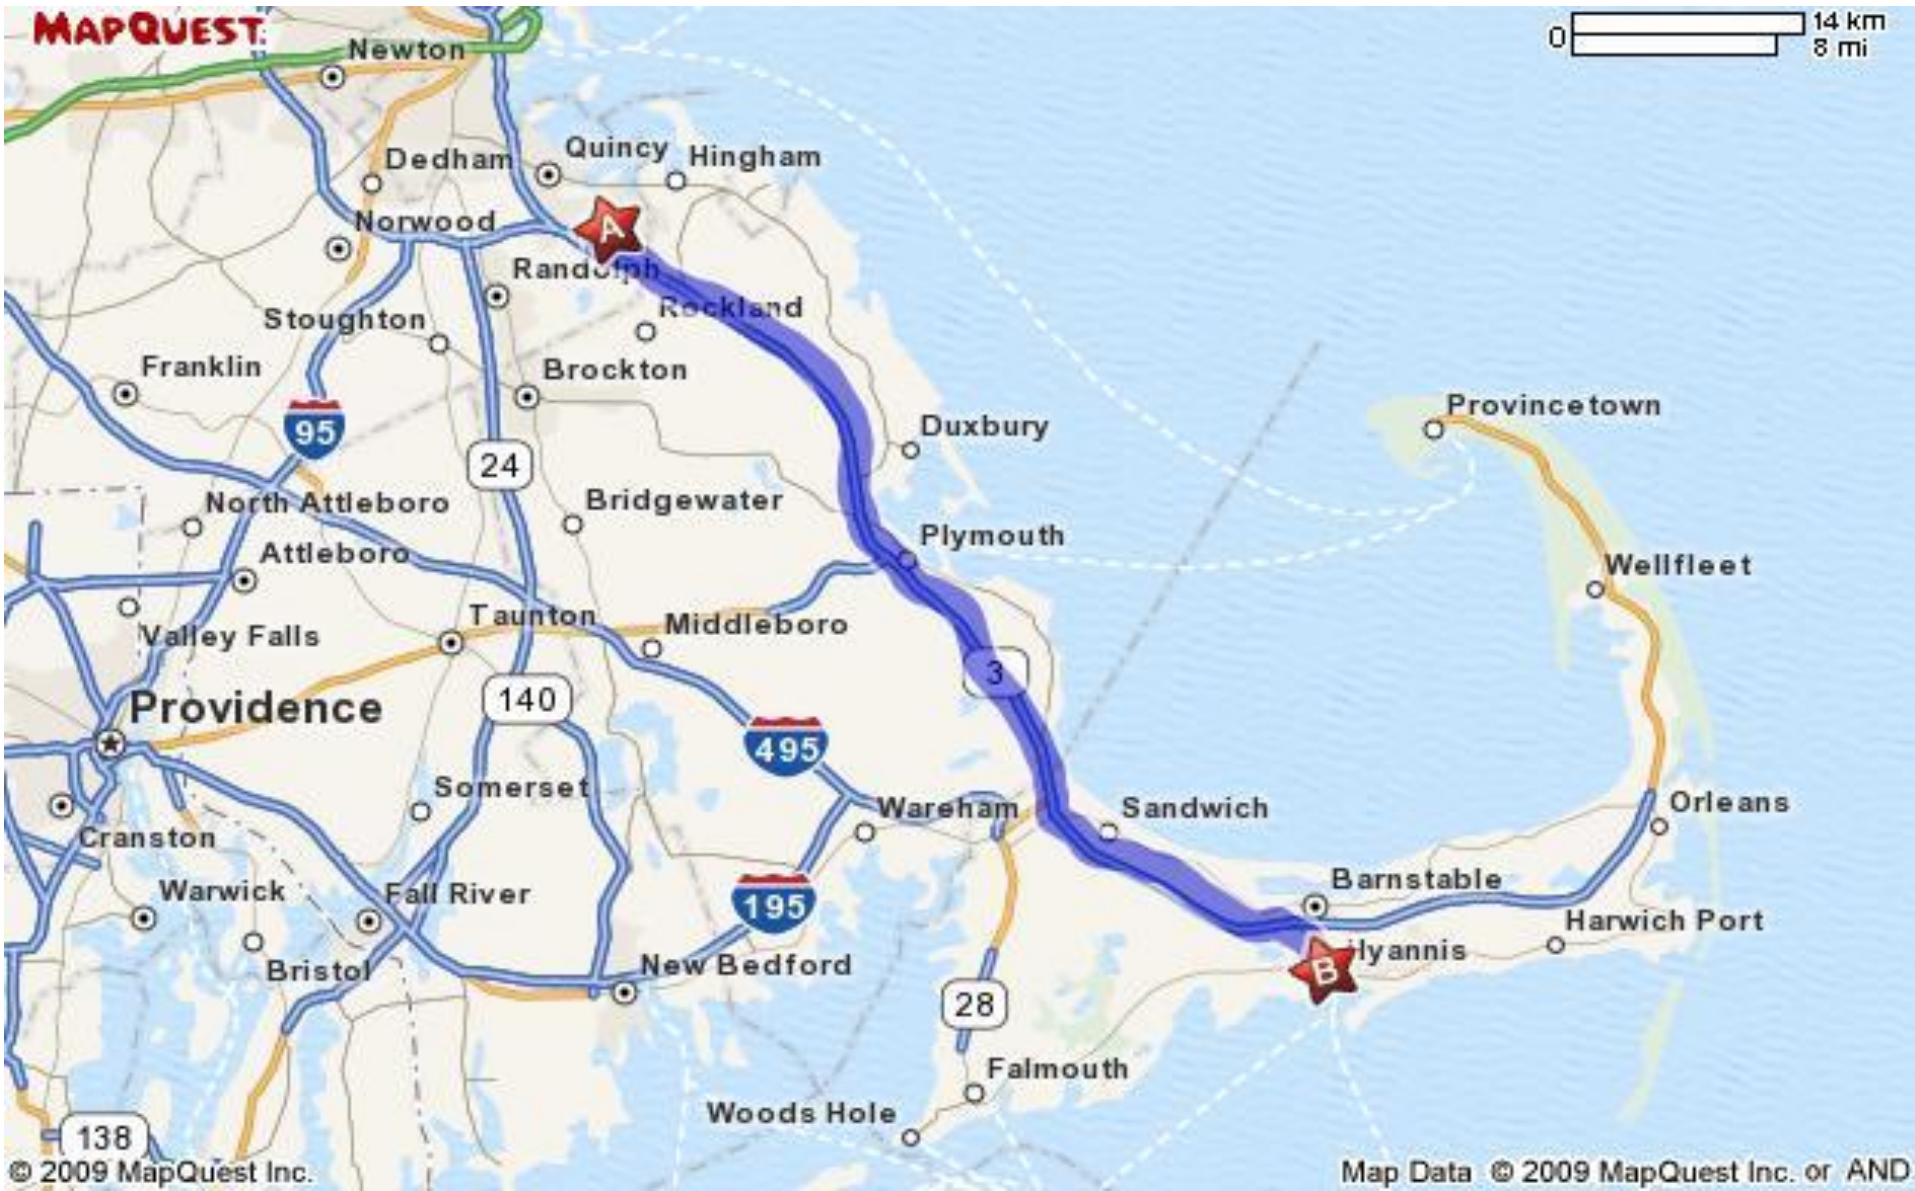 MAPQUEST.
0
14 km
8 mi
Newton
Quincy
Hingham
Dedham
A
Norwood
Randolph
Rockland
Stoughton
Franklin
Brockton
95
Provincetown
Duxbury
24
North Attleboro
Bridgewater
Plymouth
Attleboro
Wellfleet
Taunton
Middleboro
Valley Falls
3
140
Providence
495
Somerset
Wareham
Sandwich
Orleans
Cranston
Warwick
Fall River
195
Barnstable
Harwich Port
Hyannis
B
Bristol
New Bedford
28
Falmouth
Woods Hole
138
© 2009 MapQuest Inc.
Map Data © 2009 MapQuest Inc. or AND